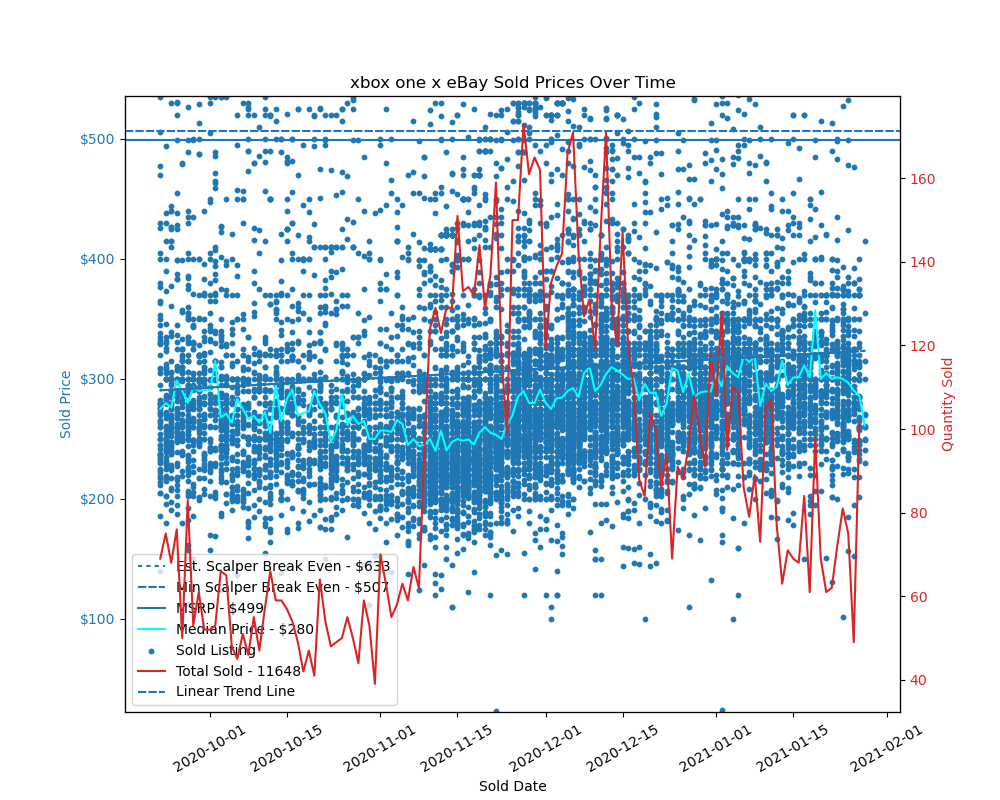 xbox one x eBay Sold Prices Over Time
$500
$400
$300
$200
$100
Sold Price
160
140
120
100
80
60
40
Quantity Sold
Est. Scalper Break Even - $633
Min Scalper Break Even - $507
MSRP - $499
Median Price - $280
Sold Listing
Total Sold - 11648
Linear Trend Line
2020-10-01
2020-10-15
2020-11-01
2020-11-15
2020-12-01
2020-12-15
2021-01-01
2021-01-15
2021-02-01
Sold Date